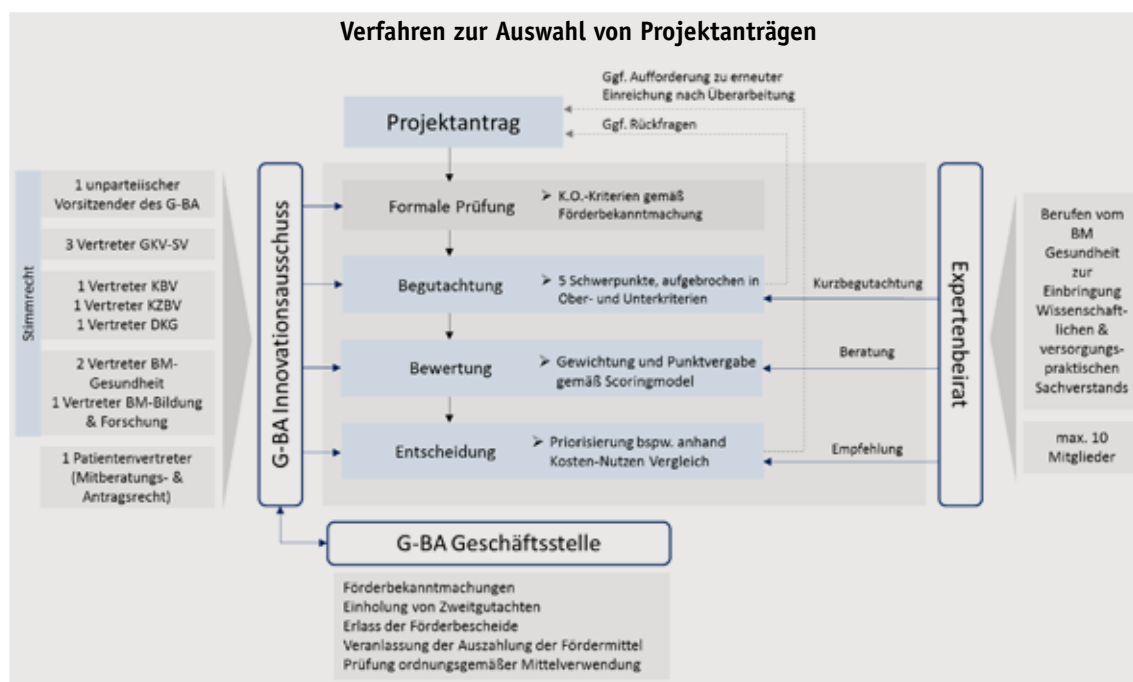 Verfahren zur Auswahl von Projektanträgen
Ggf. Aufforderung zu erneuter
Einreichung nach Überarbeitung
Projektantrag
Ggf. Rückfragen
Stimmrecht
1 unparteiischer
Vorsitzender des G-BA
3 Vertreter GKV-SV
1 Vertreter KBV
1 Vertreter KZBV
1 Vertreter DKG
2 Vertreter BM-
Gesundheit
1 Vertreter BM-Bildung
& Forschung
1 Patientenvertreter
(Mitberatungs- &
Antragsrecht)
G-BA Innovationsausschuss
Formale Prüfung
➢ K.O.-Kriterien gemäß
Förderbekanntmachung
Begutachtung
➢ 5 Schwerpunkte, aufgebrochen in
Ober- und Unterkriterien
Kurzbegutachtung
Bewertung
➢ Gewichtung und Punktvergabe
gemäß Scoringmodel
Beratung
Entscheidung
➢ Priorisierung bspw. anhand
Kosten-Nutzen Vergleich
Empfehlung
Expertenbeirat
Berufen vom
BM
Gesundheit
zur
Einbringung
Wissenschaft-
lichen &
versorgungs-
praktischen
Sachverstands
max. 10
Mitglieder
G-BA Geschäftsstelle
Förderbekanntmachungen
Einholung von Zweitgutachten
Erlass der Förderbescheide
Veranlassung der Auszahlung der Fördermittel
Prüfung ordnungsgemäßer Mittelverwendung